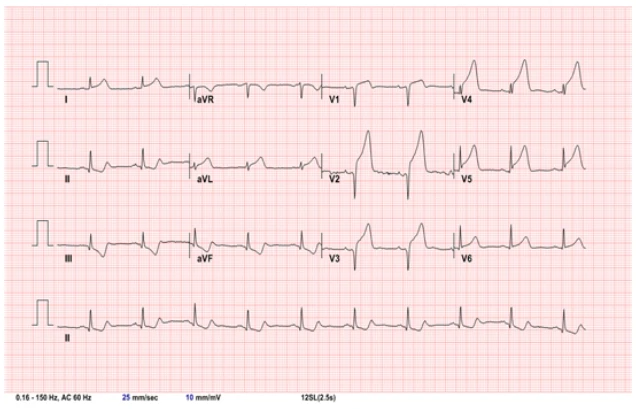 I aVR V1 V4
II aVL V2 V5
III aVF V3 V6
II
0.16 - 150 Hz, AC 60 Hz 25 mm/sec 10 mm/mV 12SL(2.5s)